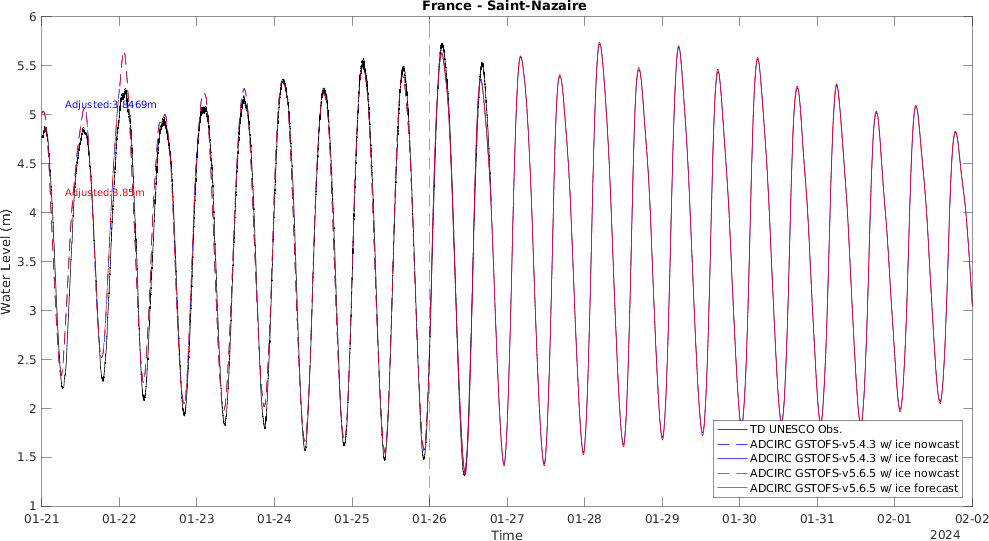 France - Saint-Nazaire
6
5.5
5
4.5
4
3.5
3
2.5
2
1.5
1
Water Level (m)
Adjusted:3.8469m
Adjusted:3.85m
TD UNESCO Obs.
ADCIRC GSTOFS-v5.4.3 w/ ice nowcast
ADCIRC GSTOFS-v5.4.3 w/ ice forecast
ADCIRC GSTOFS-v5.6.5 w/ ice nowcast
ADCIRC GSTOFS-v5.6.5 w/ ice forecast
01-21 01-22 01-23 01-24 01-25 01-26 01-27 01-28 01-29 01-30 01-31 02-01 02-02
Time
2024